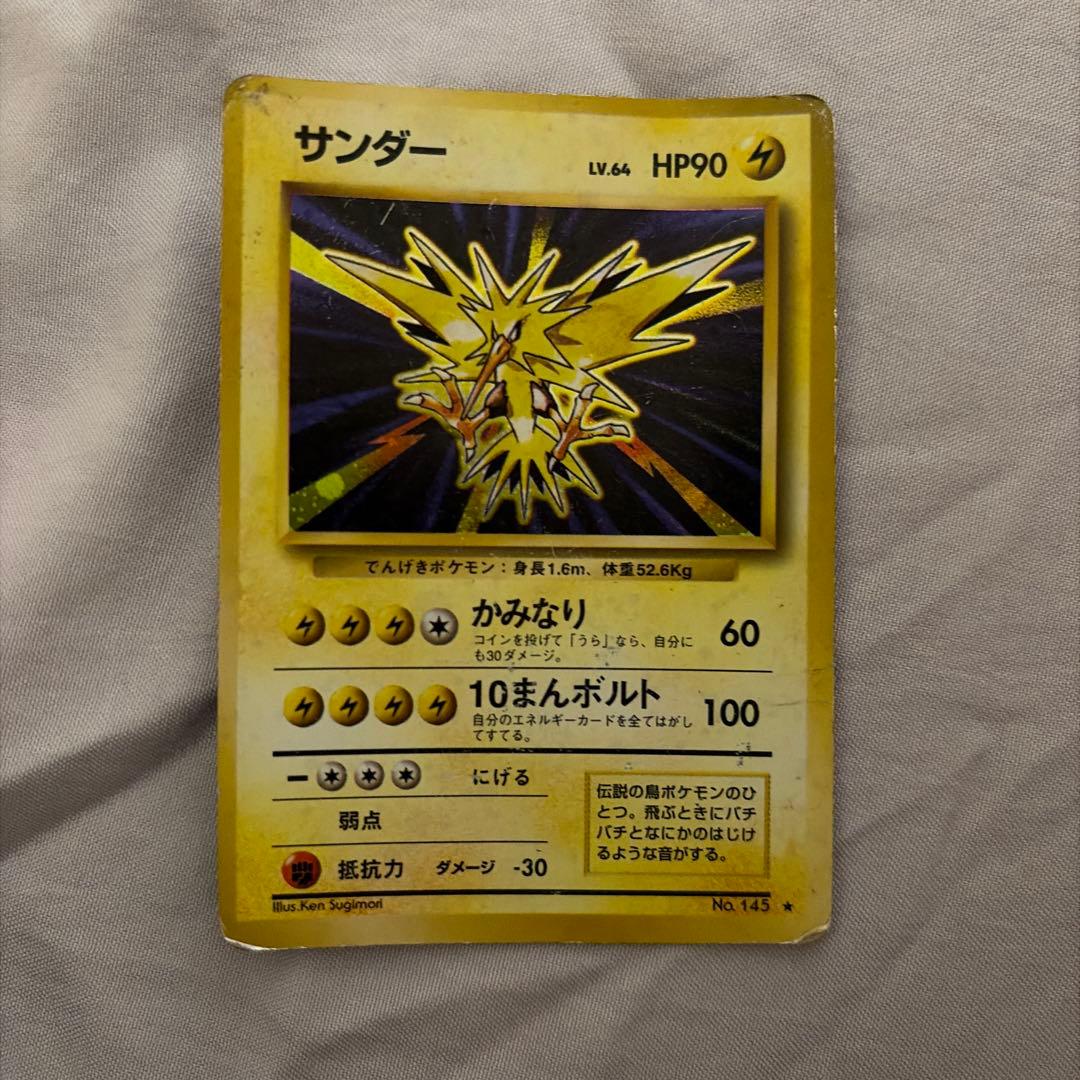 サンダー
LV.64 HP90
でんげきポケモン：身長1.6m、体重52.6Kg
かみなり 60
コインを投げて「うら」なら、自分に
も30ダメージ。
10まんボルト 100
自分のエネルギーカードを全てはがし
てすてる。
にげる
弱点
抵抗力 ダメージ -30
伝説の鳥ポケモンのひ
とつ。飛ぶときにバチ
バチとなにかのはじけ
るような音がする。
Illus.Ken Sugimori
No. 145 ★